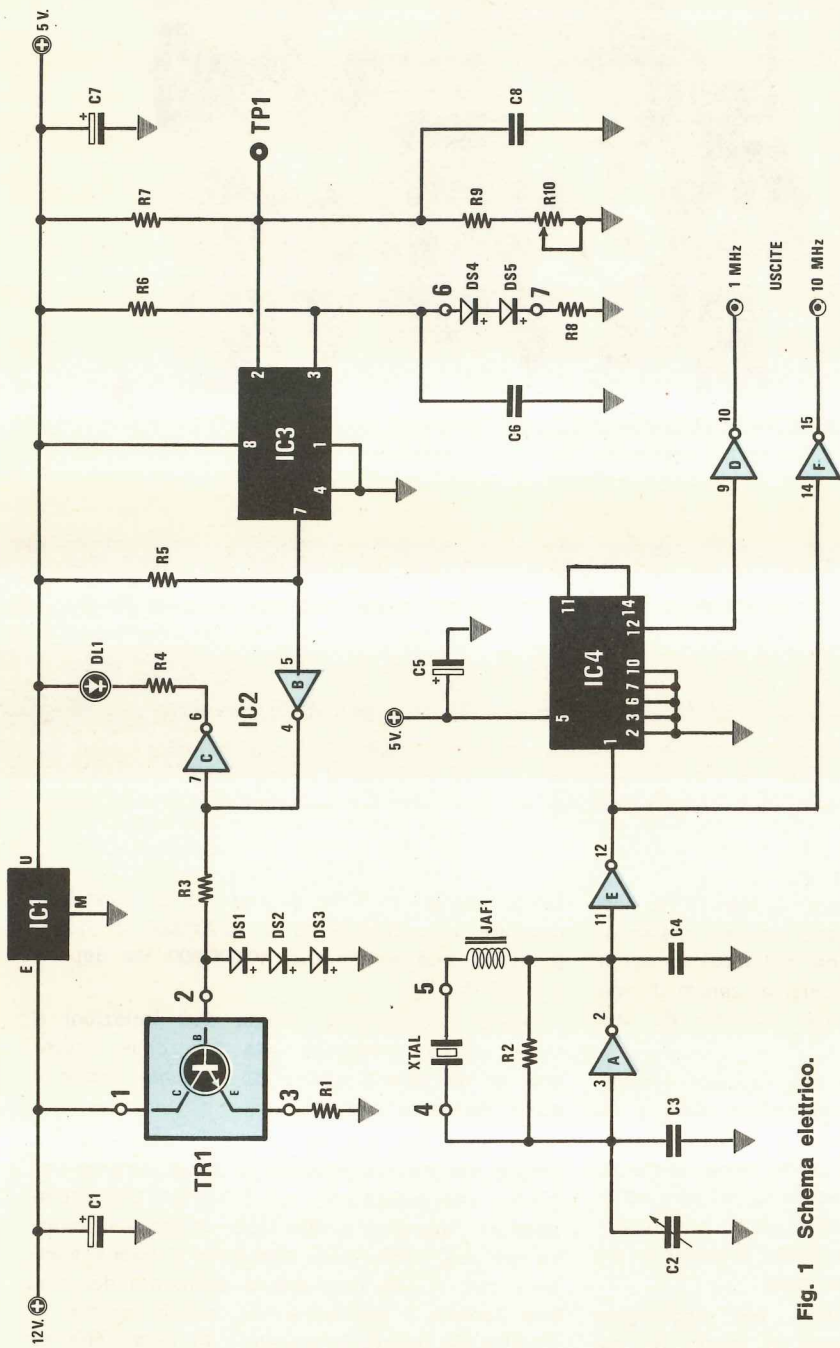 12V.
C1
E
IC1
U
M
5 V.
C7
R7
TP1
C8
R9
R10
R6
6
DS4
DS5
7
R8
C6
2
3
8
IC3
1
4
7
R5
DL1
R4
6
C
7
IC2
5
B
4
R3
DS1
DS2
DS3
2
1
B
C
E
3
TR1
R1
5 V.
C5
5
IC4
11
14
12
10
7
6
3
2
1
9
D
10
1 MHz
USCITE
14
F
15
10 MHz
XTAL
4
5
JAF1
R2
3
A
2
11
E
12
C2
C3
C4
Fig. 1 Schema elettrico.